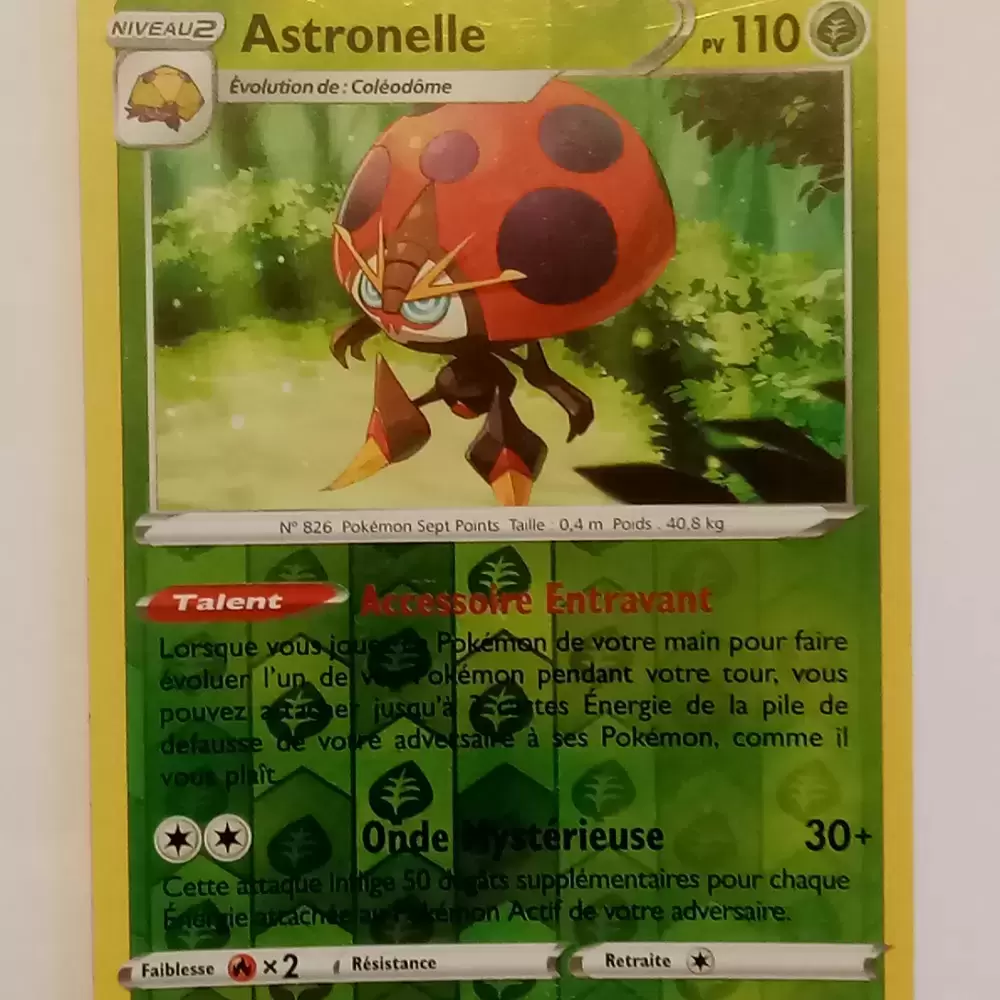 NIVEAU 2 Astronelle PV 110
Évolution de : Coléodôme
N° 826 Pokémon Sept Points Taille : 0,4 m Poids : 40,8 kg
Talent Accessoire Entravant
Lorsque vous jouez ce Pokémon de votre main pour faire
évoluer l'un de vos Pokémon pendant votre tour, vous
pouvez attacher jusqu'à cartes Énergie de la pile de
défausse de votre adversaire à ses Pokémon, comme il
vous plaît.
Onde Mystérieuse 30+
Cette attaque inflige 50 dégâts supplémentaires pour chaque
Énergie attachée au Pokémon Actif de votre adversaire.
Faiblesse ×2 Résistance Retraite